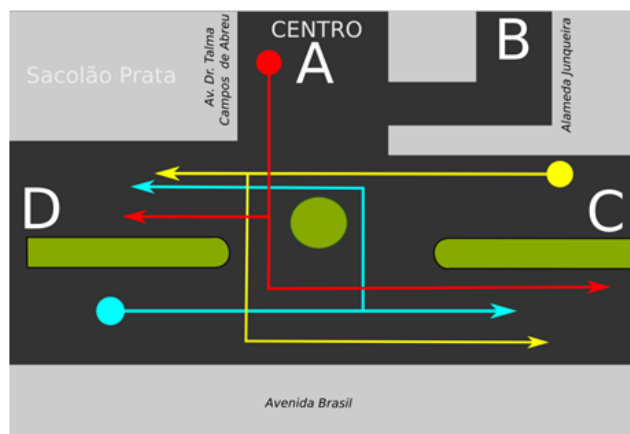 CENTRO
A
B
Sacolão Prata
Av. Dr. Talma
Campos de Abreu
Alameda Junqueira
D
C
Avenida Brasil